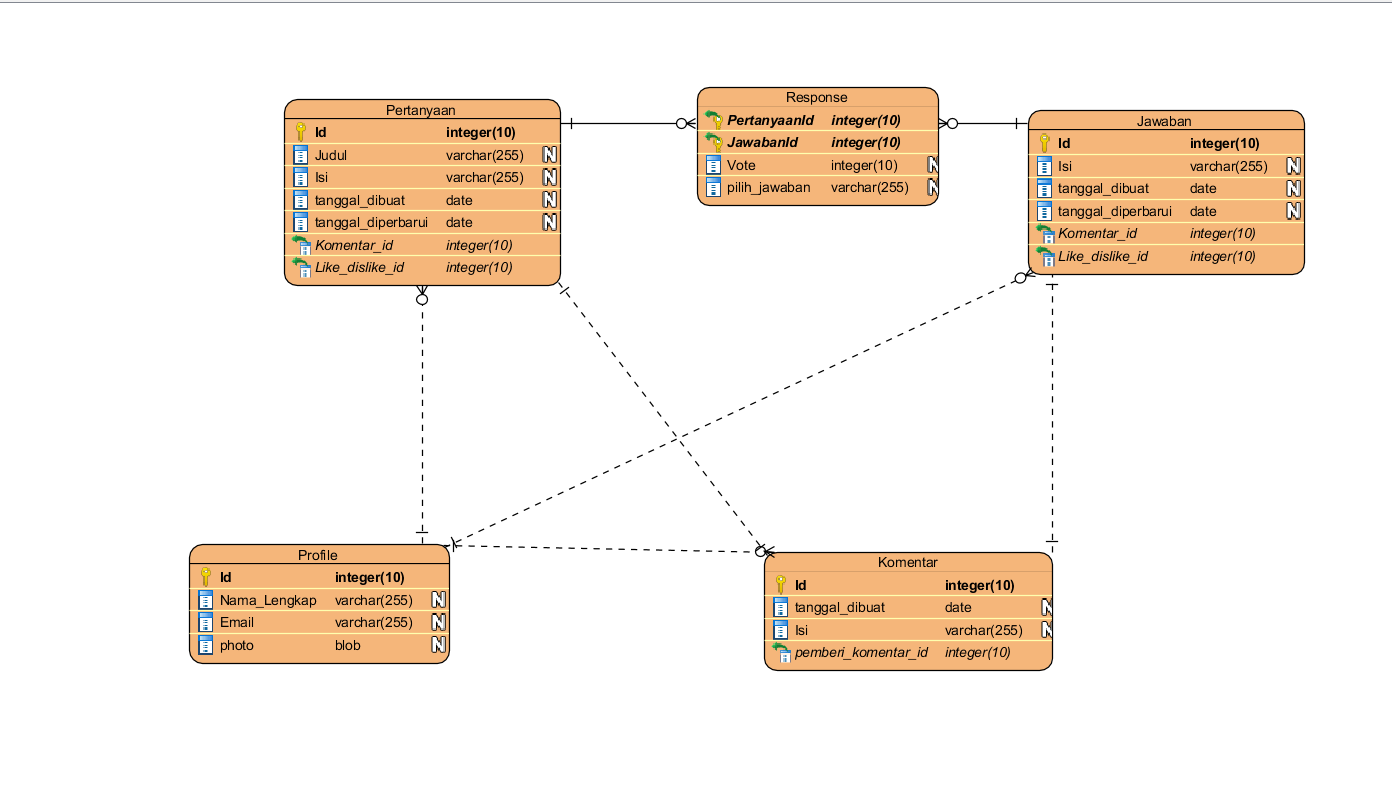 Pertanyaan
Id integer(10)
Judul varchar(255) N
Isi varchar(255) N
tanggal_dibuat date N
tanggal_diperbarui date N
Komentar_id integer(10)
Like_dislike_id integer(10)
Response
PertanyaanId integer(10)
JawabanId integer(10)
Vote integer(10) N
pilih_jawaban varchar(255) N
Jawaban
Id integer(10)
Isi varchar(255) N
tanggal_dibuat date N
tanggal_diperbarui date N
Komentar_id integer(10)
Like_dislike_id integer(10)
Profile
Id integer(10)
Nama_Lengkap varchar(255) N
Email varchar(255) N
photo blob N
Komentar
Id integer(10)
tanggal_dibuat date N
Isi varchar(255) N
pemberi_komentar_id integer(10)